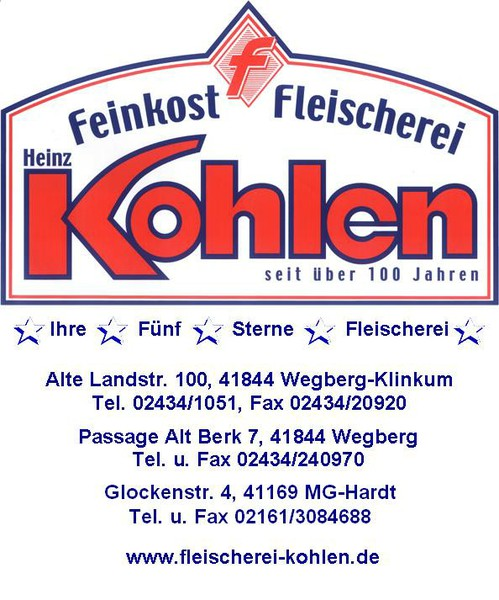 f
Feinkost Fleischerei
Heinz
Kohlen
seit über 100 Jahren
Ihre Fünf Sterne Fleischerei
Alte Landstr. 100, 41844 Wegberg-Klinkum
Tel. 02434/1051, Fax 02434/20920
Passage Alt Berk 7, 41844 Wegberg
Tel. u. Fax 02434/240970
Glockenstr. 4, 41169 MG-Hardt
Tel. u. Fax 02161/3084688
www.fleischerei-kohlen.de